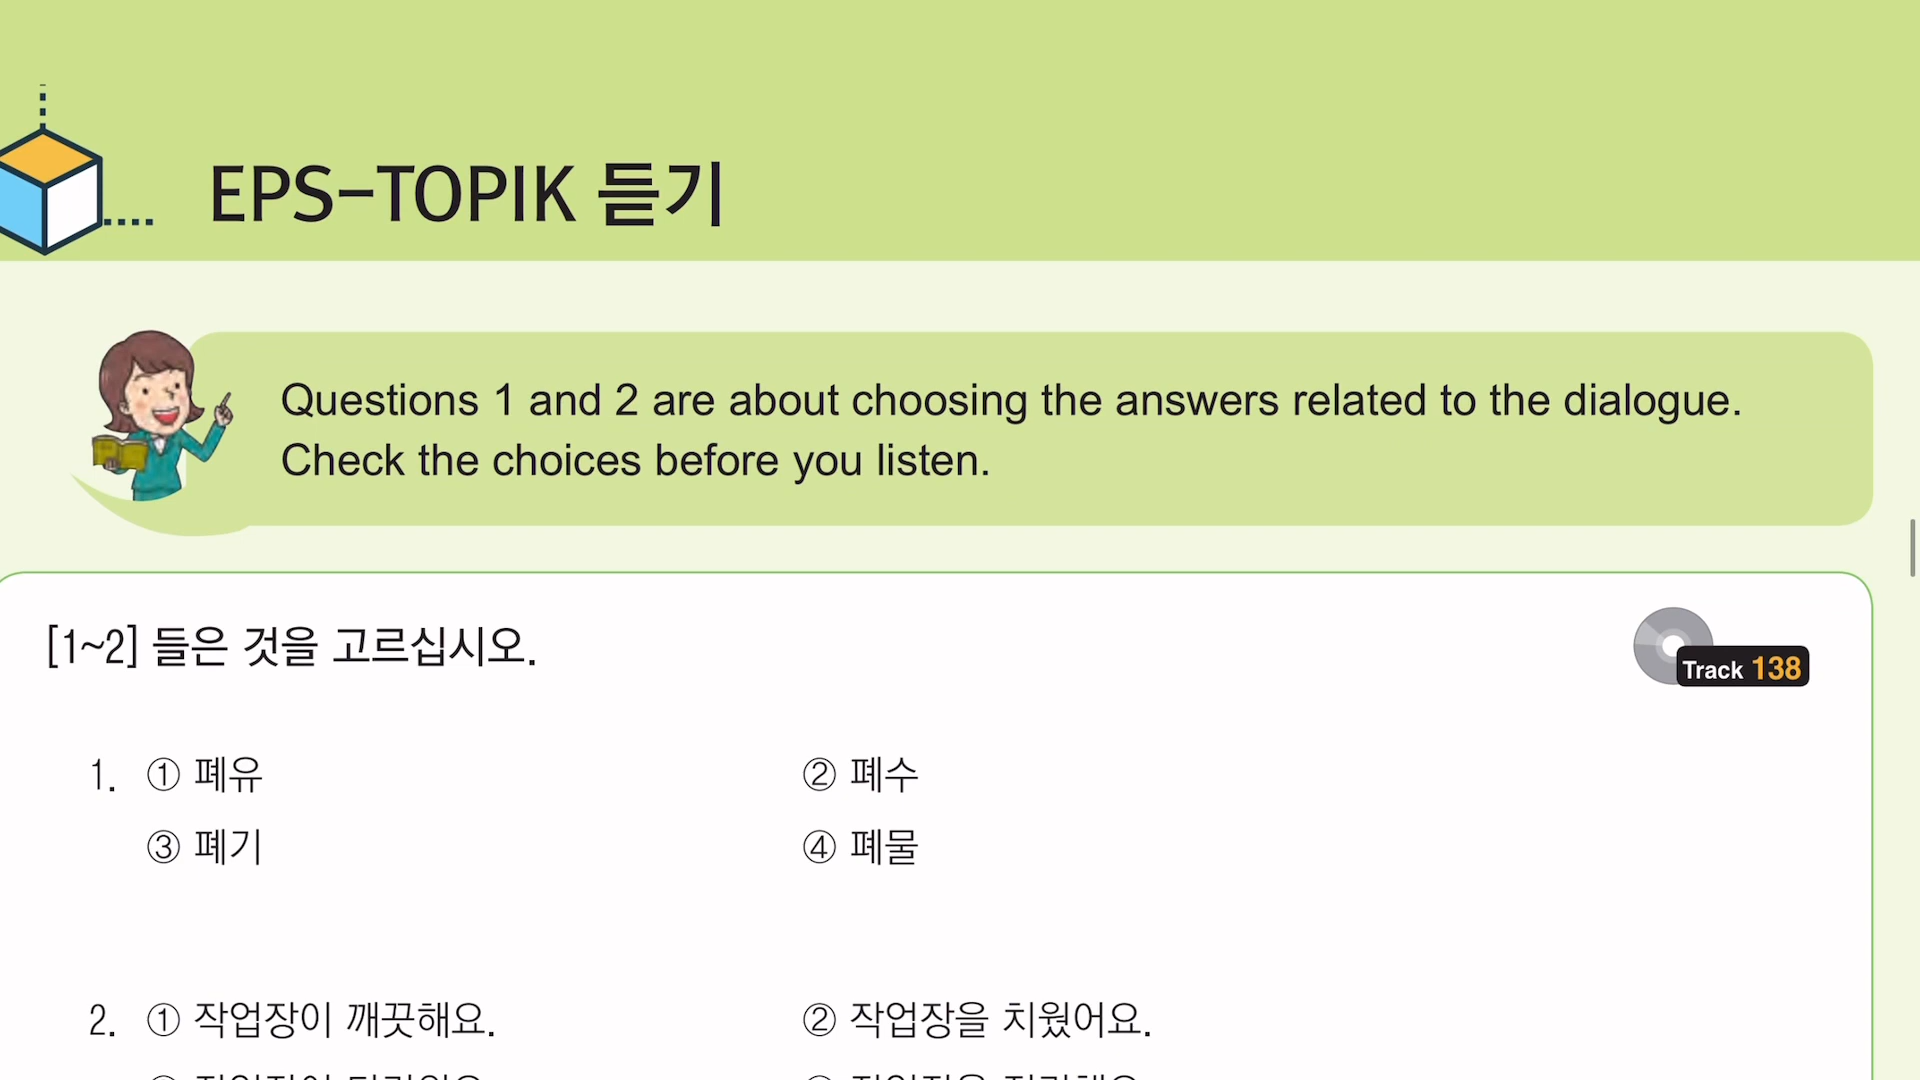 EPS-TOPIK 듣기
Questions 1 and 2 are about choosing the answers related to the dialogue.
Check the choices before you listen.
[1~2] 들은 것을 고르십시오.
Track 138
1. ① 폐유 ② 폐수
③ 폐기 ④ 폐물
2. ① 작업장이 깨끗해요. ② 작업장을 치웠어요.